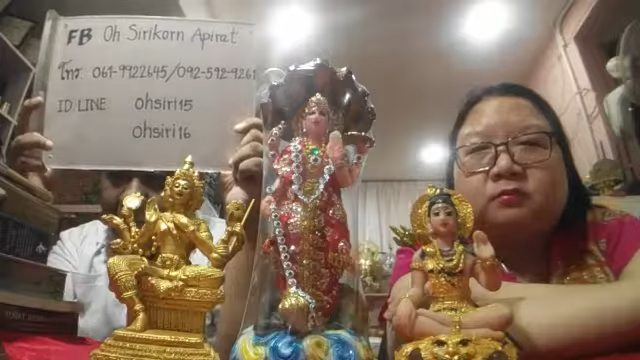 FB Oh Sirikorn Apirat
โทร: 061-9922645/092-592-9261
ID LINE ohsiri15
ohsiri16